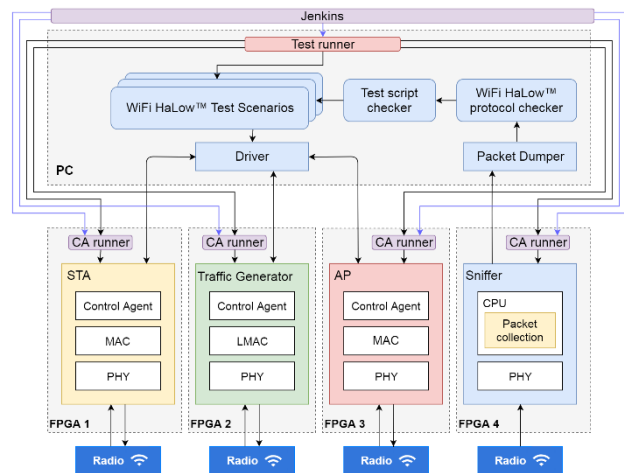 Jenkins
Test runner
WiFi HaLow™ Test Scenarios
Test script
checker
WiFi HaLow™
protocol checker
Driver
Packet Dumper
PC
CA runner
CA runner
CA runner
CA runner
STA
Control Agent
MAC
PHY
FPGA 1
Traffic Generator
Control Agent
LMAC
PHY
FPGA 2
AP
Control Agent
MAC
PHY
FPGA 3
Sniffer
CPU
Packet
collection
PHY
FPGA 4
Radio
Radio
Radio
Radio